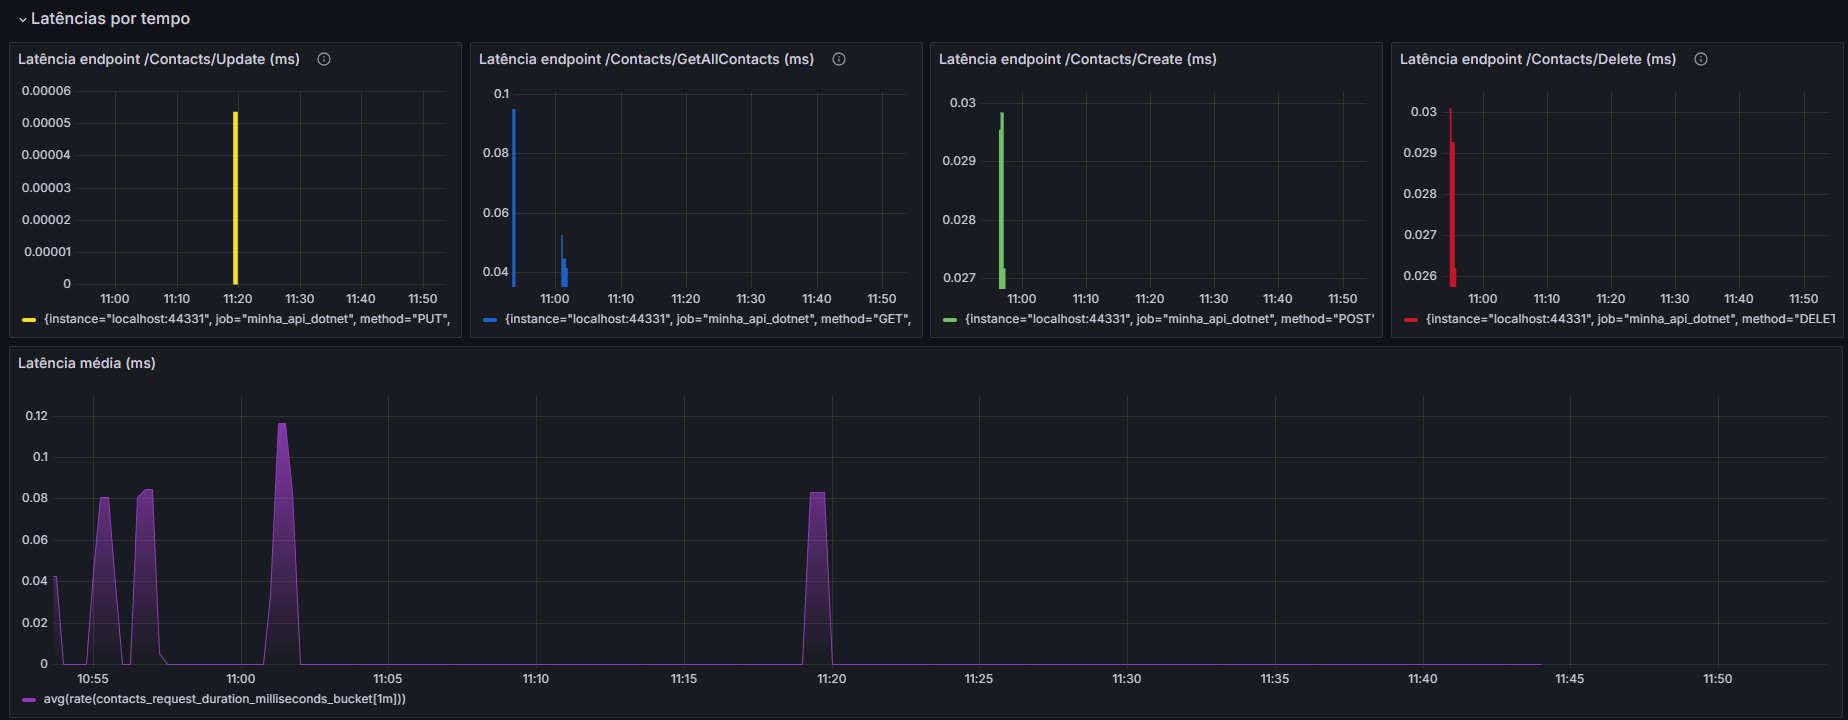 Latências por tempo
Latência endpoint /Contacts/Update (ms)
0.00006
0.00005
0.00004
0.00003
0.00002
0.00001
0
11:00 11:10 11:20 11:30 11:40 11:50
{instance="localhost:44331", job="minha_api_dotnet", method="PUT",
Latência endpoint /Contacts/GetAllContacts (ms)
0.1
0.08
0.06
0.04
11:00 11:10 11:20 11:30 11:40 11:50
{instance="localhost:44331", job="minha_api_dotnet", method="GET",
Latência endpoint /Contacts/Create (ms)
0.03
0.029
0.028
0.027
11:00 11:10 11:20 11:30 11:40 11:50
{instance="localhost:44331", job="minha_api_dotnet", method="POST"
Latência endpoint /Contacts/Delete (ms)
0.03
0.029
0.028
0.027
0.026
11:00 11:10 11:20 11:30 11:40 11:50
{instance="localhost:44331", job="minha_api_dotnet", method="DELET
Latência média (ms)
0.12
0.1
0.08
0.06
0.04
0.02
0
10:55 11:00 11:05 11:10 11:15 11:20 11:25 11:30 11:35 11:40 11:45 11:50
avg(rate(contacts_request_duration_milliseconds_bucket[1m]))